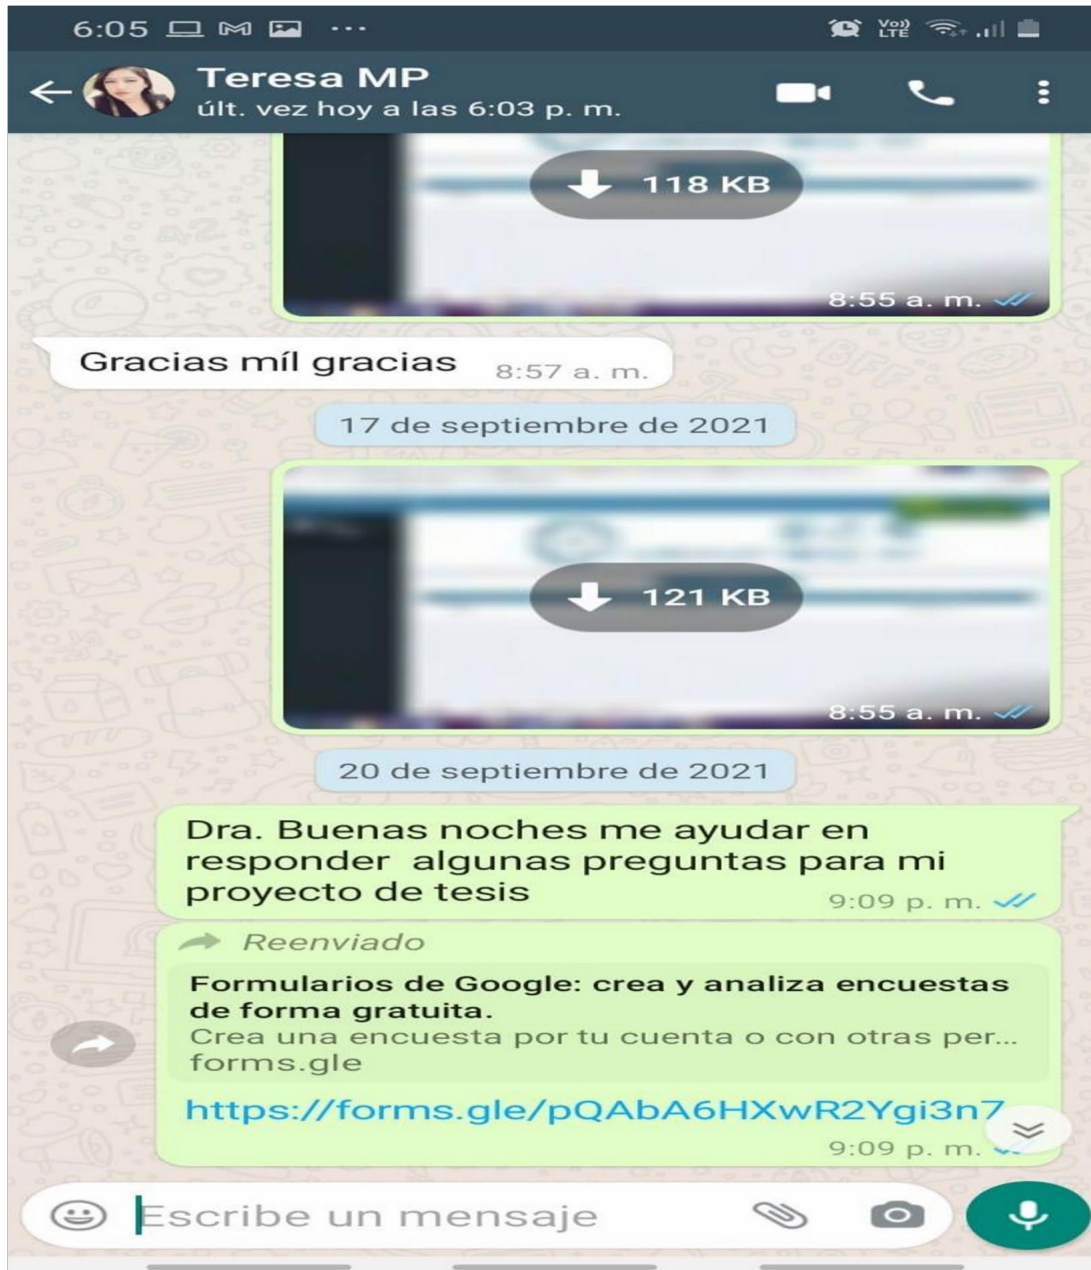 6:05
Vo))
LTE
Teresa MP
últ. vez hoy a las 6:03 p. m.
118 KB
8:55 a. m.
Gracias míl gracias 8:57 a. m.
17 de septiembre de 2021
121 KB
8:55 a. m.
20 de septiembre de 2021
Dra. Buenas noches me ayudar en
responder algunas preguntas para mi
proyecto de tesis
9:09 p. m.
Reenviado
Formularios de Google: crea y analiza encuestas
de forma gratuita.
Crea una encuesta por tu cuenta o con otras per...
forms.gle
https://forms.gle/pQAbA6HXwR2Ygi3n7
9:09 p. m.
Escribe un mensaje